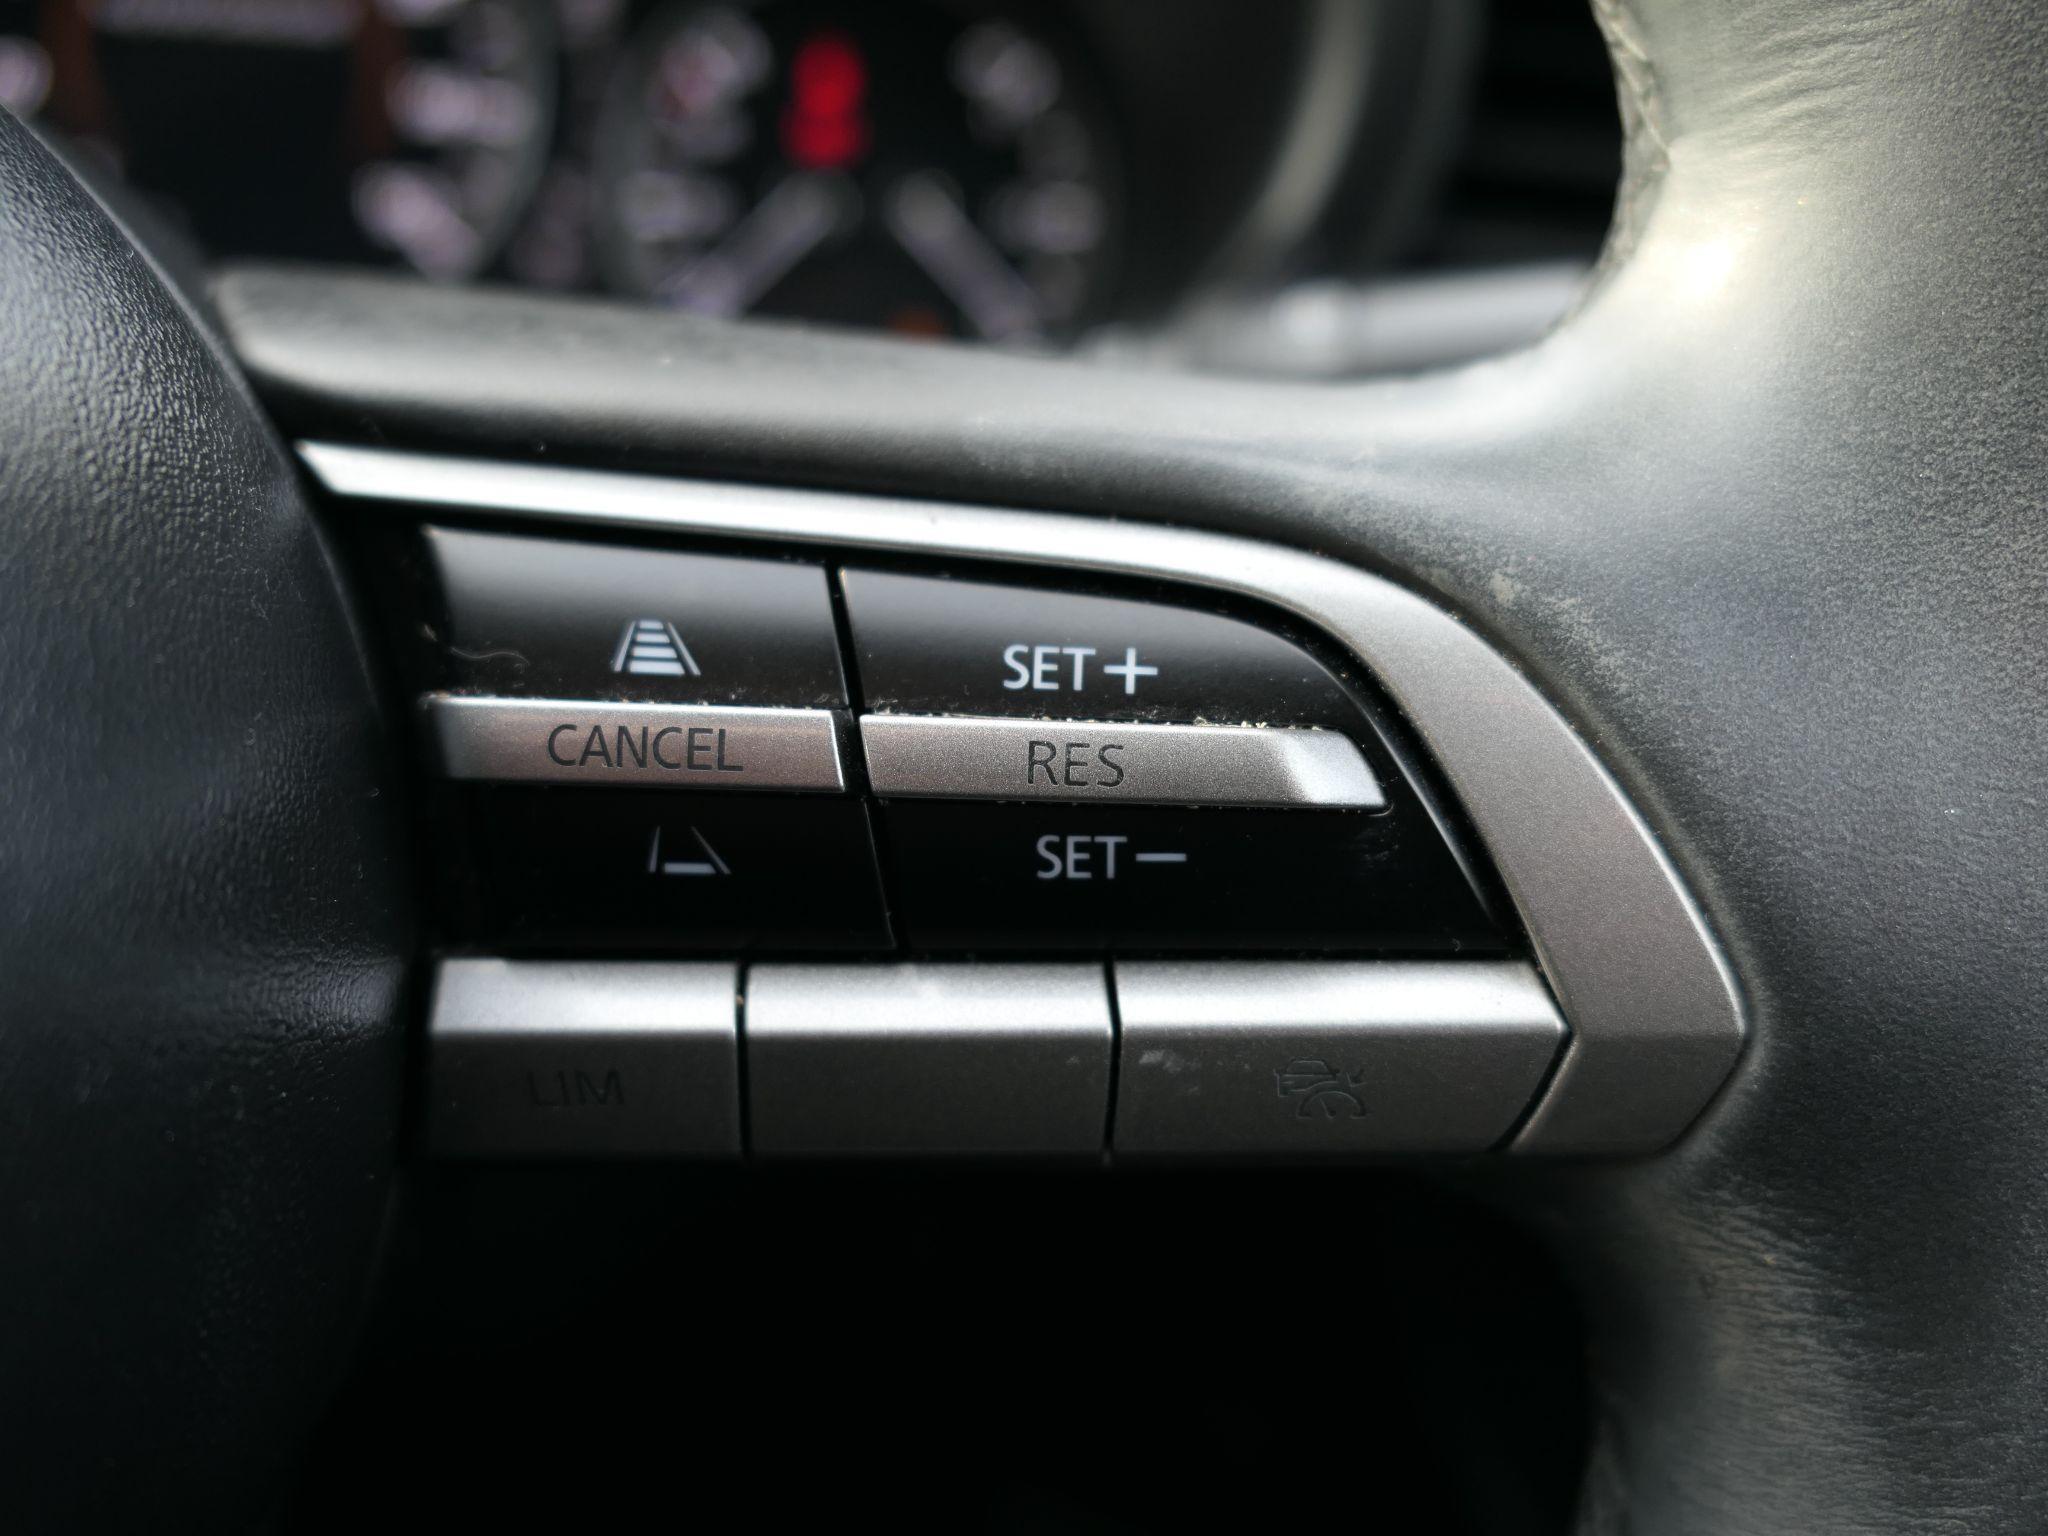 SET+
CANCEL
RES
SET-
LIM